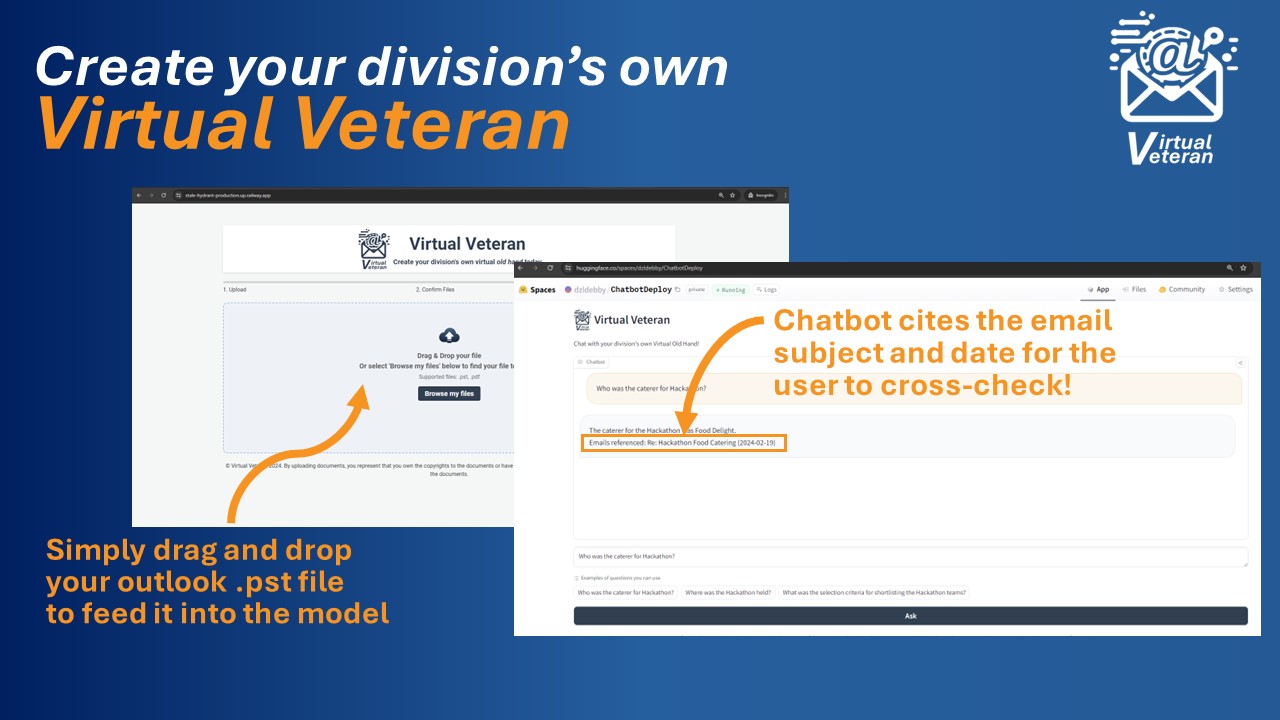 Create your division's own
Virtual Veteran
Virtual
Veteran
stale-hydrant-production.up.railway.app
Incognito
Virtual
Veteran
Virtual Veteran
Create your division's own virtual old hand today
1. Upload
2. Confirm Files
Drag & Drop your file
Or select 'Browse my files' below to find your file to
Supported files: .pst, .pdf
Browse my files
© Virtual Veteran 2024. By uploading documents, you represent that you own the copyrights to the documents or have
the documents.
Simply drag and drop
your outlook .pst file
to feed it into the model
huggingface.co/spaces/dzldebby/ChatbotDeploy
Spaces
dzldebby/ChatbotDeploy
private
Running
Logs
App
Files
Community
Settings
Virtual Veteran
Chat with your division's own Virtual Old Hand!
Chatbot
Who was the caterer for Hackathon?
The caterer for the Hackathon was Food Delight.
Emails referenced: Re: Hackathon Food Catering (2024-02-19)
Chatbot cites the email
subject and date for the
user to cross-check!
Who was the caterer for Hackathon?
Examples of questions you can use
Who was the caterer for Hackathon?
Where was the Hackathon held?
What was the selection criteria for shortlisting the Hackathon teams?
Ask